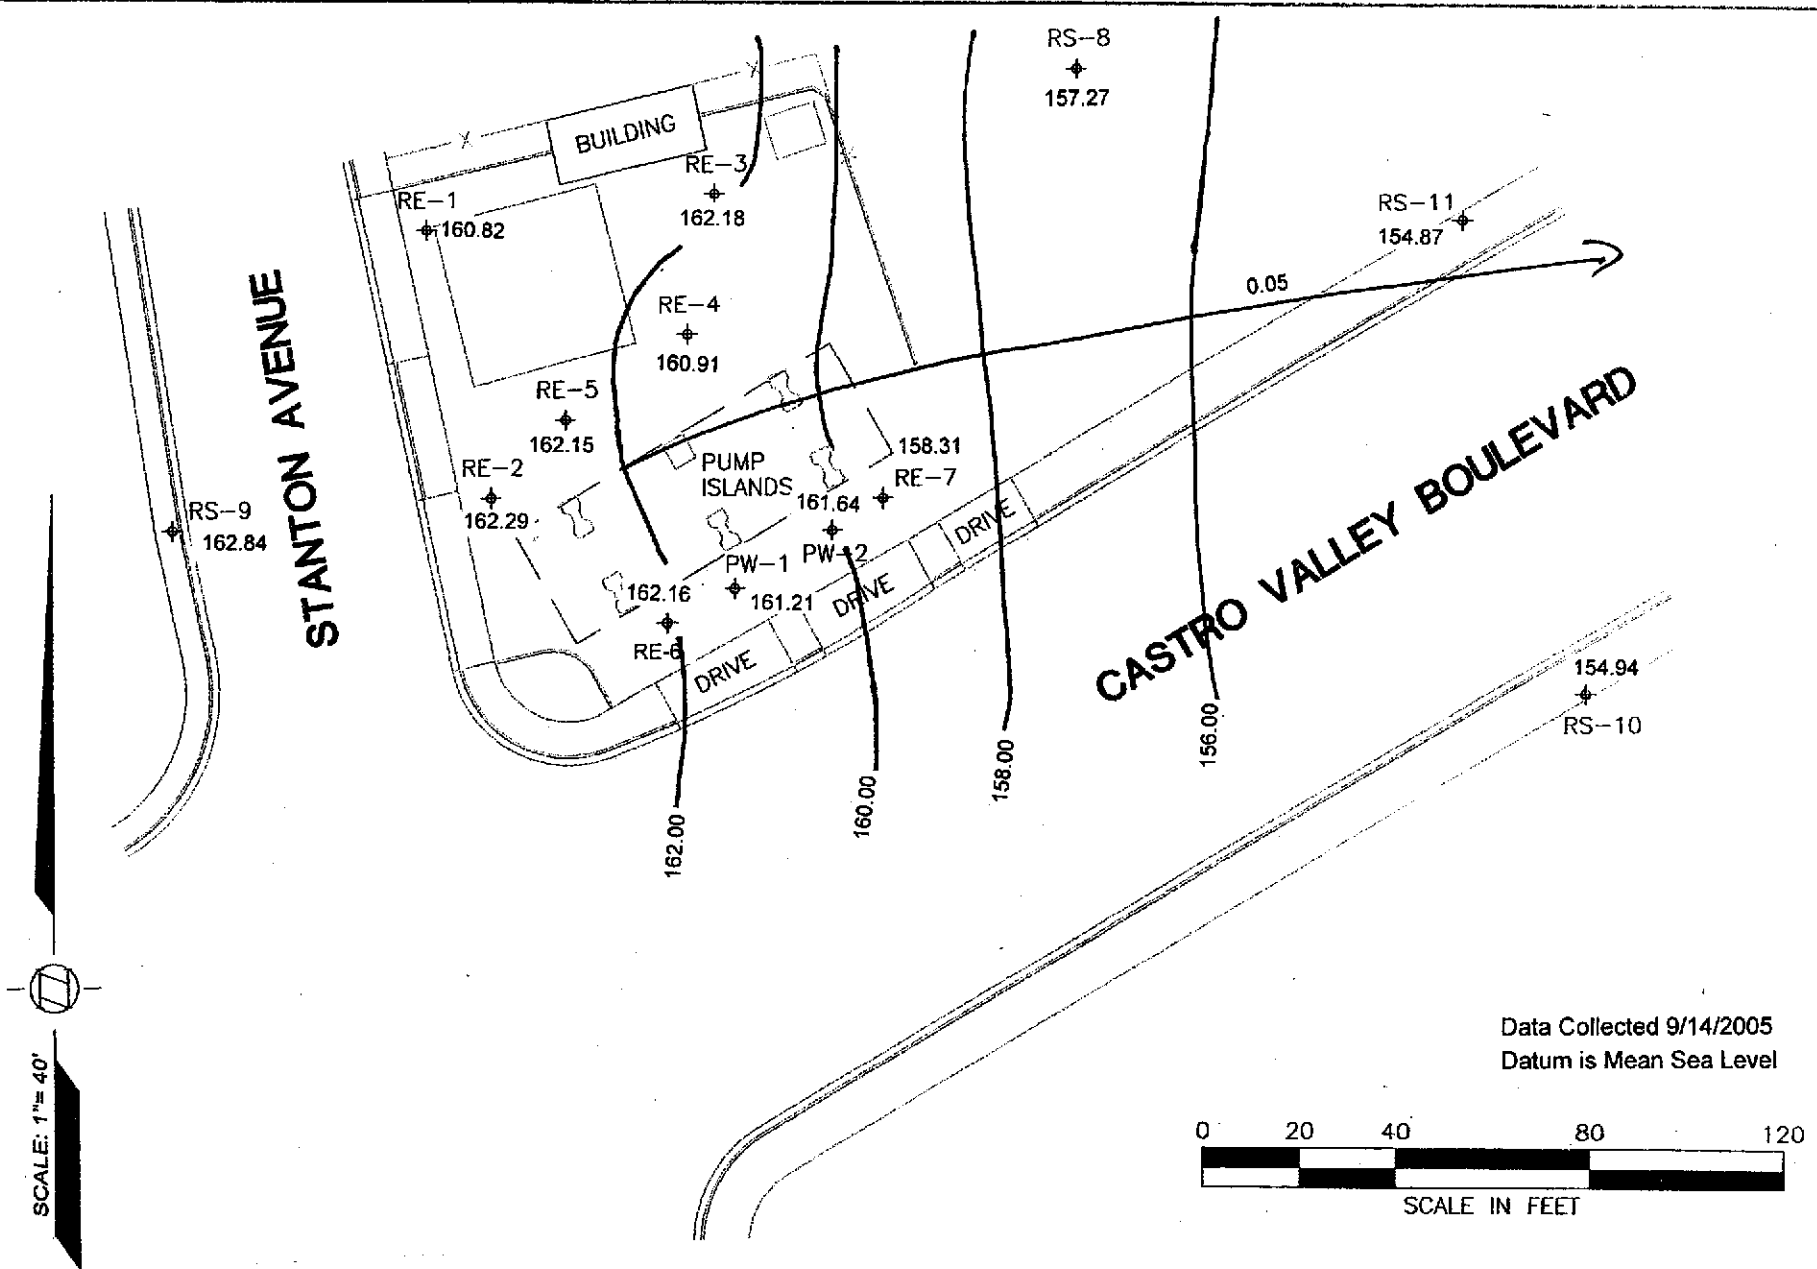 RS-8
157.27
BUILDING
RE-3
162.18
RE-1
160.82
RS-11
154.87
0.05
STANTON AVENUE
RE-4
160.91
RE-5
162.15
RE-2
162.29
RS-9
162.84
PUMP
ISLANDS
158.31
RE-7
161.64
PW-2
PW-1
161.21
162.16
RE-6
DRIVE
DRIVE
DRIVE
CASTRO VALLEY BOULEVARD
154.94
RS-10
162.00
160.00
158.00
156.00
SCALE: 1"= 40'
Data Collected 9/14/2005
Datum is Mean Sea Level
0 20 40 80 120
SCALE IN FEET